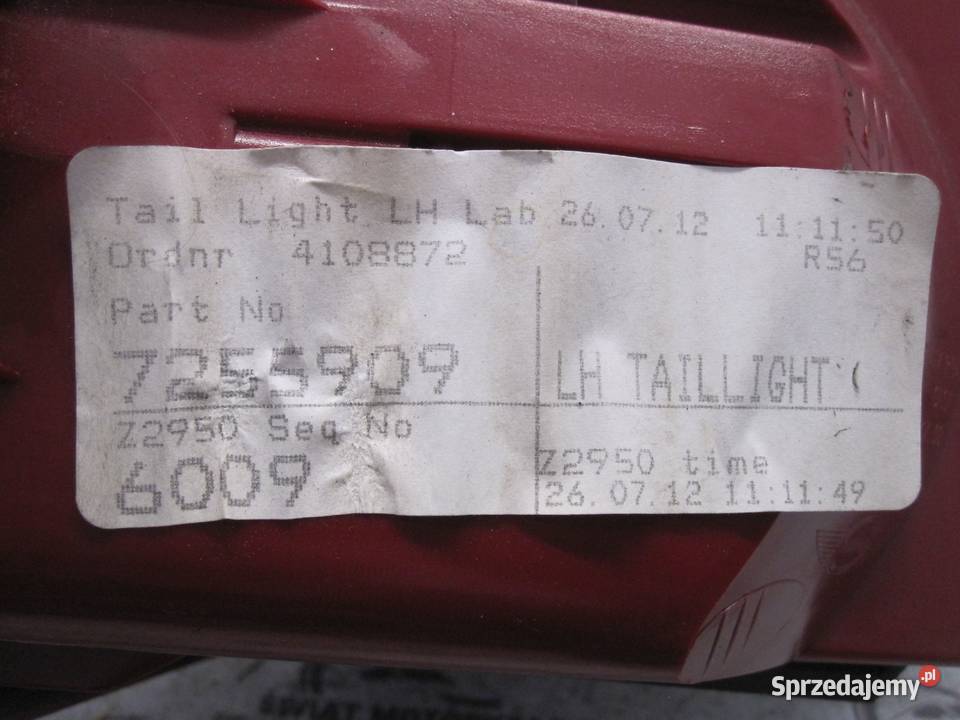 Tail Light LH Lab 26.07.12 11:11:50
Ordnr 4108872 R56
Part No
7255909 LH TAILLIGHT
Z2950 Seq No
6009
Z2950 time
26.07.12 11:11:49
Sprzedajemy.pl